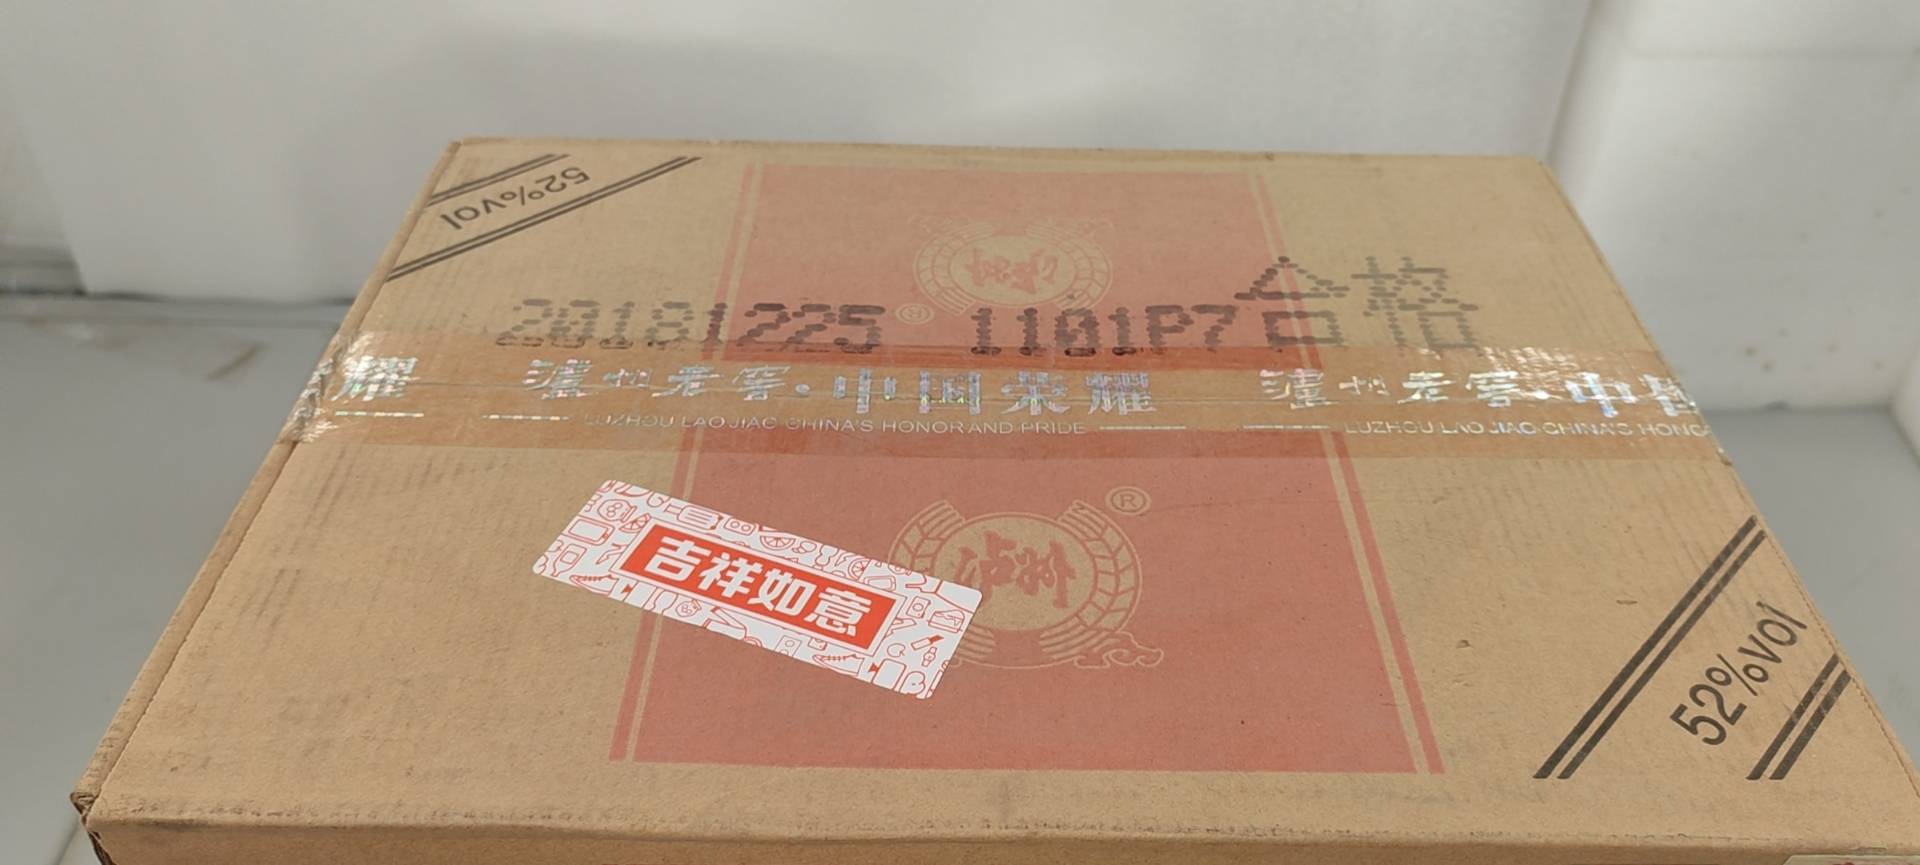 52%vol
20181225 1101P7 合格
耀 泸州老窖·中国荣耀 泸州老窖·中国
LUZHOU LAO JIAO CHINA'S HONOR AND PRIDE LUZHOU LAO JIAO CHINA'S HONO
®
®
吉祥如意
52%vol